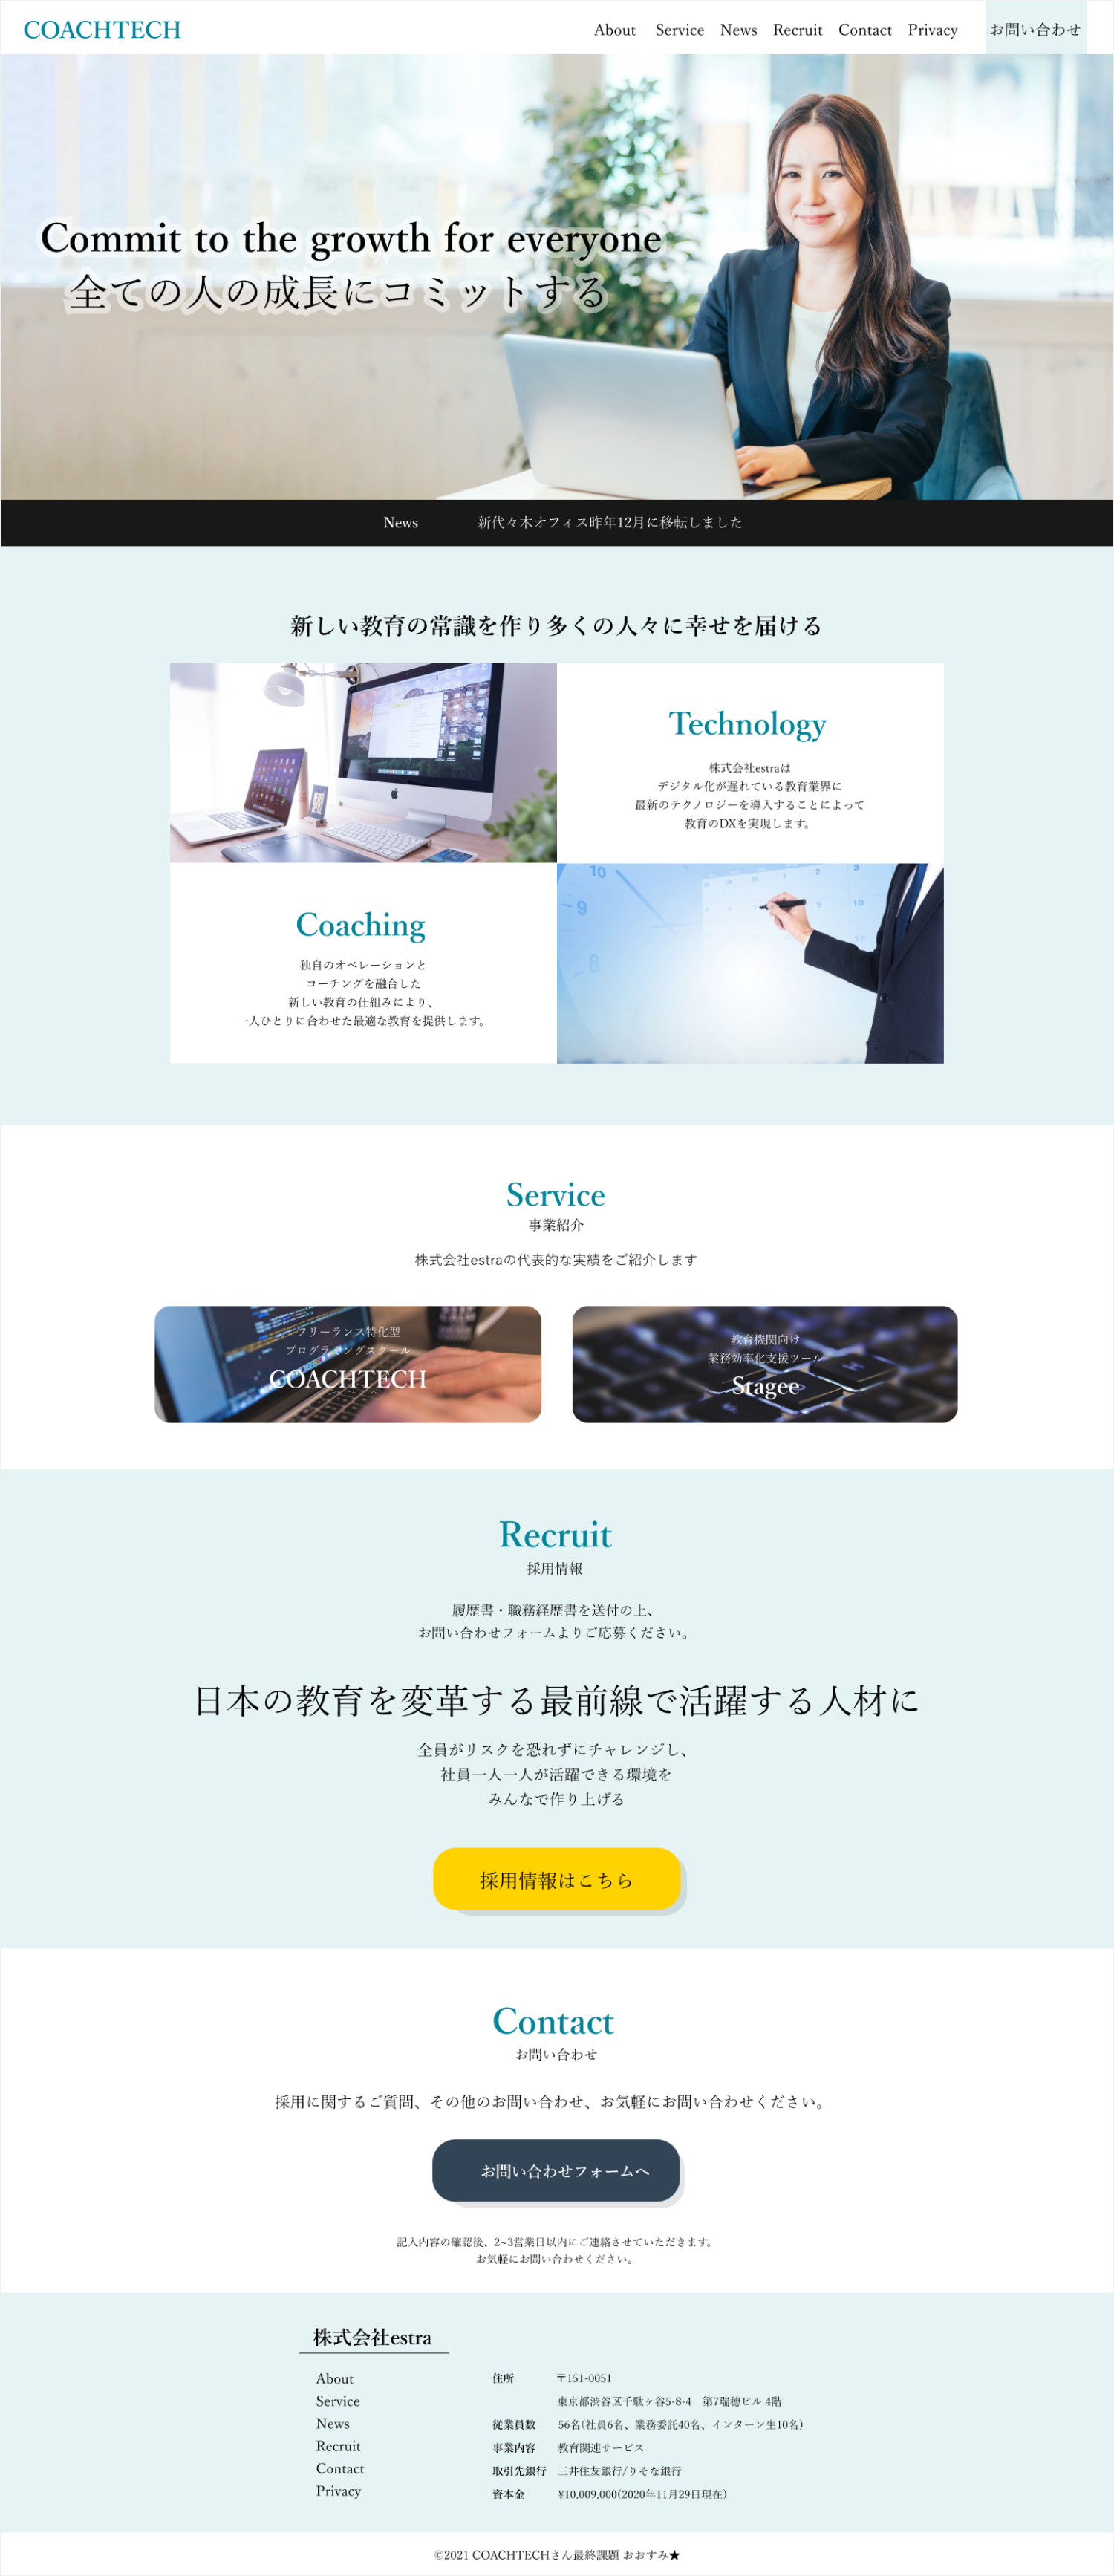 COACHTECH
About Service News Recruit Contact Privacy お問い合わせ
Commit to the growth for everyone
全ての人の成長にコミットする
News 新代々木オフィス昨年12月に移転しました
新しい教育の常識を作り多くの人々に幸せを届ける
Technology
株式会社estraは
デジタル化が遅れている教育業界に
最新のテクノロジーを導入することによって
教育のDXを実現します。
Coaching
独自のオペレーションと
コーチングを融合した
新しい教育の仕組みにより、
一人ひとりに合わせた最適な教育を提供します。
10
9
8
1
2
3
9
10
17
Service
事業紹介
株式会社estraの代表的な実績をご紹介します
フリーランス特化型
プログラミングスクール
COACHTECH
教育機関向け
業務効率化支援ツール
Stagee
Recruit
採用情報
履歴書・職務経歴書を送付の上、
お問い合わせフォームよりご応募ください。
日本の教育を変革する最前線で活躍する人材に
全員がリスクを恐れずにチャレンジし、
社員一人一人が活躍できる環境を
みんなで作り上げる
採用情報はこちら
Contact
お問い合わせ
採用に関するご質問、その他のお問い合わせ、お気軽にお問い合わせください。
お問い合わせフォームへ
記入内容の確認後、2~3営業日以内にご連絡させていただきます。
お気軽にお問い合わせください。
株式会社estra
About
Service
News
Recruit
Contact
Privacy
住所 〒151-0051
東京都渋谷区千駄ヶ谷5-8-4 第7瑞穂ビル 4階
従業員数 56名(社員6名、業務委託40名、インターン生10名)
事業内容 教育関連サービス
取引先銀行 三井住友銀行/りそな銀行
資本金 ¥10,009,000(2020年11月29日現在)
©2021 COACHTECHさん最終課題 おおすみ★